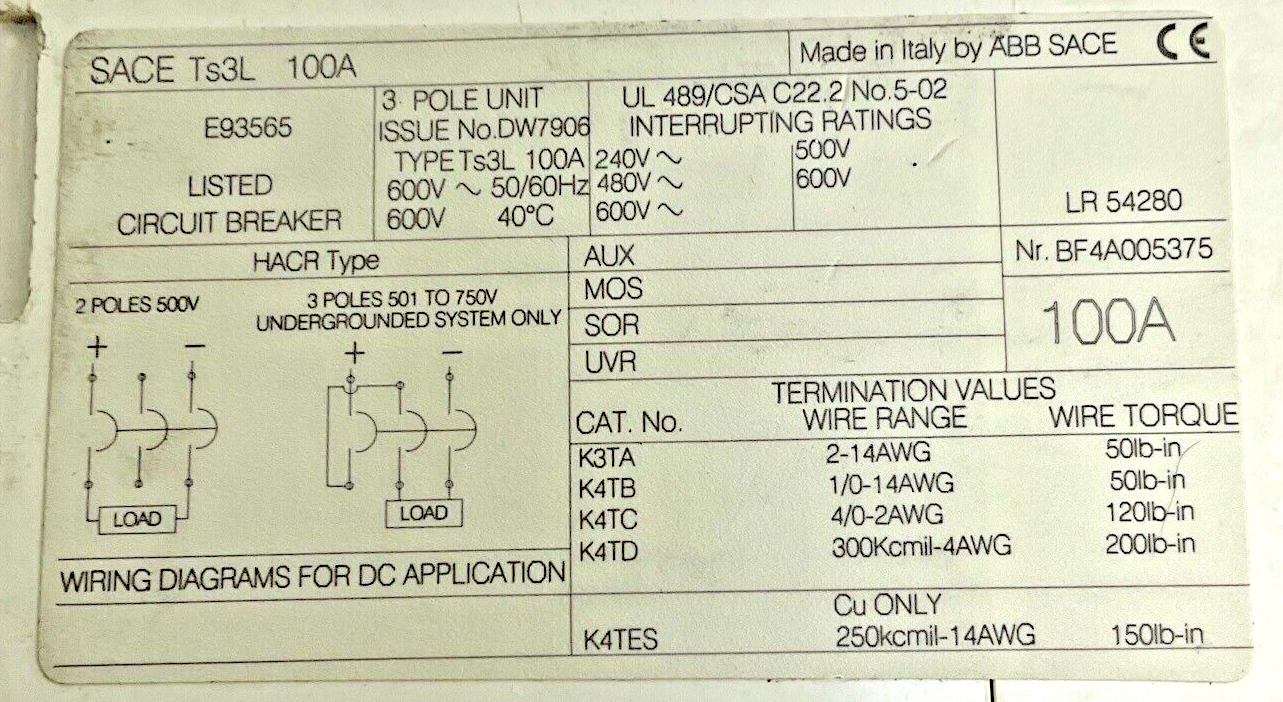 SACE Ts3L 100A
Made in Italy by ABB SACE CE
E93565
LISTED
CIRCUIT BREAKER
3 POLE UNIT
ISSUE No.DW7906
TYPE Ts3L 100A
600V ~ 50/60Hz
600V 40°C
UL 489/CSA C22.2 No.5-02
INTERRUPTING RATINGS
240V ~ 500V
480V ~ 600V
600V ~
LR 54280
HACR Type
2 POLES 500V
3 POLES 501 TO 750V
UNDERGROUNDED SYSTEM ONLY
+ −
+ −
LOAD
LOAD
WIRING DIAGRAMS FOR DC APPLICATION
AUX
MOS
SOR
UVR
Nr. BF4A005375
100A
TERMINATION VALUES
CAT. No. WIRE RANGE WIRE TORQUE
K3TA 2-14AWG 50lb-in
K4TB 1/0-14AWG 50lb-in
K4TC 4/0-2AWG 120lb-in
K4TD 300Kcmil-4AWG 200lb-in
Cu ONLY
K4TES 250kcmil-14AWG 150lb-in